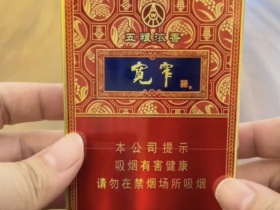 五粮浓香
宽窄
本公司提示
吸烟有害健康
请勿在禁烟场所吸烟